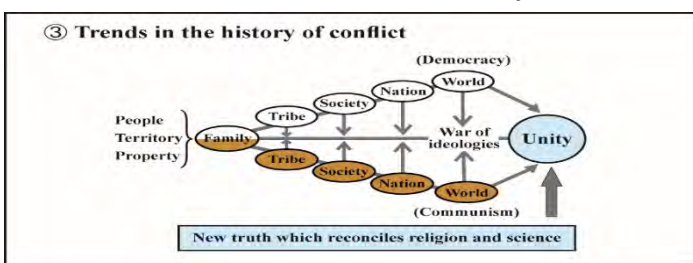 ③ Trends in the history of conflict
(Democracy)
World
Nation
Society
Tribe
People
Territory
Property
Family
War of
ideologies
Unity
Tribe
Society
Nation
World
(Communism)
New truth which reconciles religion and science